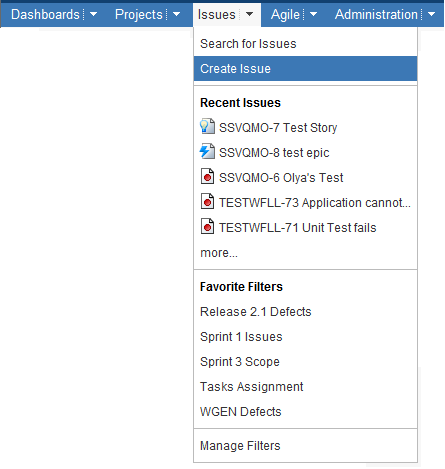 Dashboards Projects Issues Agile Administration
Search for Issues
Create Issue
Recent Issues
SSVQMO-7 Test Story
SSVQMO-8 test epic
SSVQMO-6 Olya's Test
TESTWFLL-73 Application cannot...
TESTWFLL-71 Unit Test fails
more...
Favorite Filters
Release 2.1 Defects
Sprint 1 Issues
Sprint 3 Scope
Tasks Assignment
WGEN Defects
Manage Filters